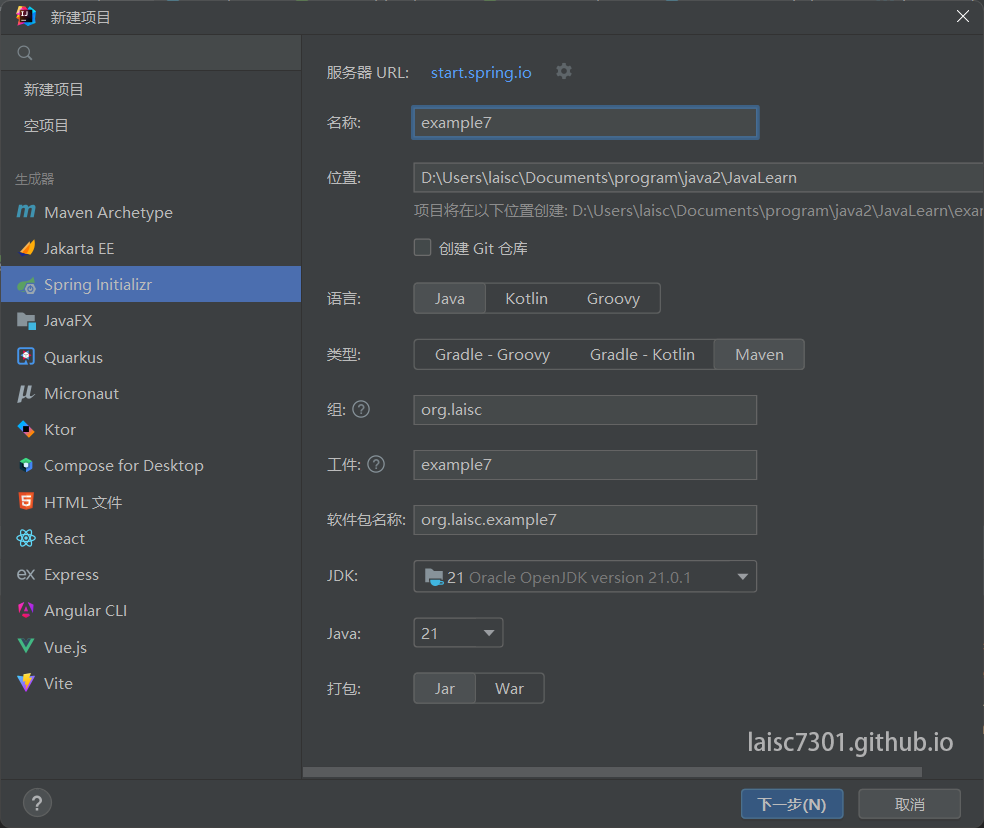 新建项目
新建项目
空项目
生成器
Maven Archetype
Jakarta EE
Spring Initializr
JavaFX
Quarkus
Micronaut
Ktor
Compose for Desktop
HTML 文件
React
Express
Angular CLI
Vue.js
Vite
服务器 URL: start.spring.io
名称: example7
位置: D:\Users\laisc\Documents\program\java2\JavaLearn
项目将在以下位置创建: D:\Users\laisc\Documents\program\java2\JavaLearn\exar
创建 Git 仓库
语言: Java Kotlin Groovy
类型: Gradle - Groovy Gradle - Kotlin Maven
组: ? org.laisc
工件: ? example7
软件包名称: org.laisc.example7
JDK: 21 Oracle OpenJDK version 21.0.1
Java: 21
打包: Jar War
laisc7301.github.io
? 下一步(N) 取消